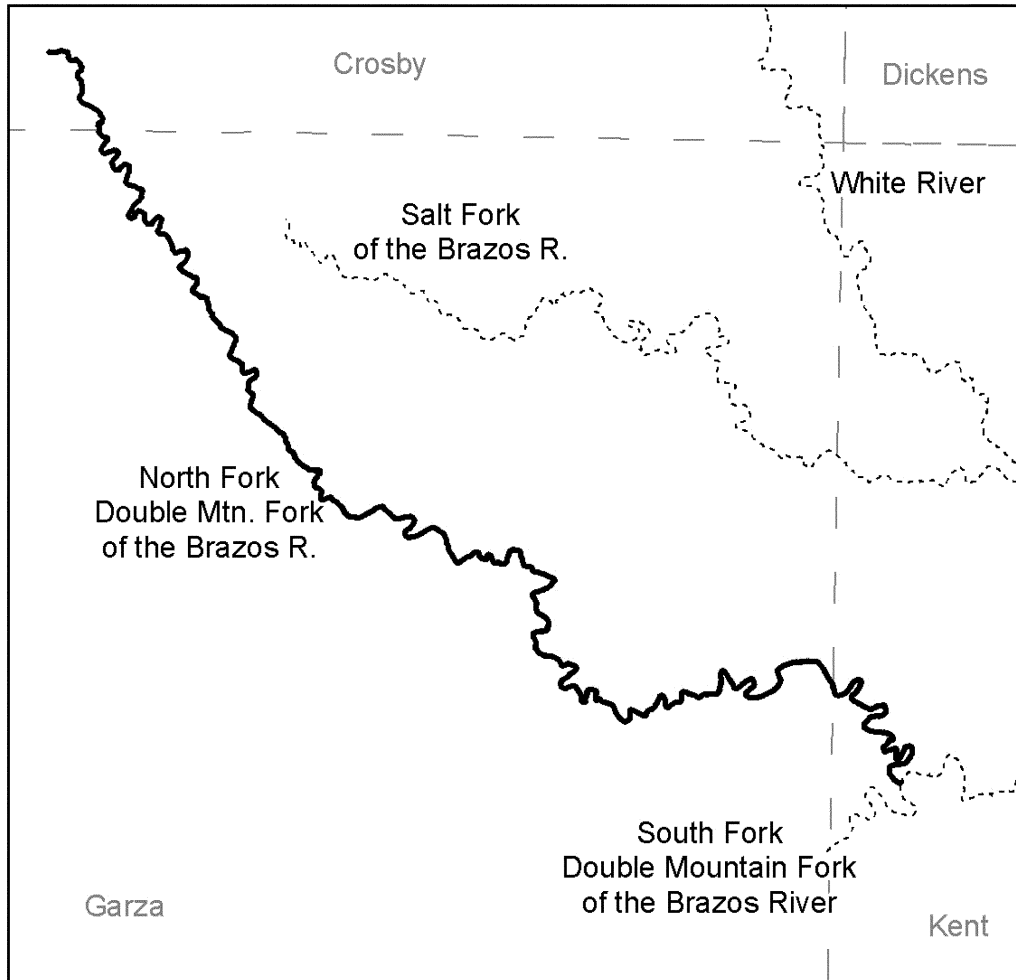 Crosby
Dickens
White River
Salt Fork
of the Brazos R.
North Fork
Double Mtn. Fork
of the Brazos R.
South Fork
Double Mountain Fork
of the Brazos River
Garza
Kent